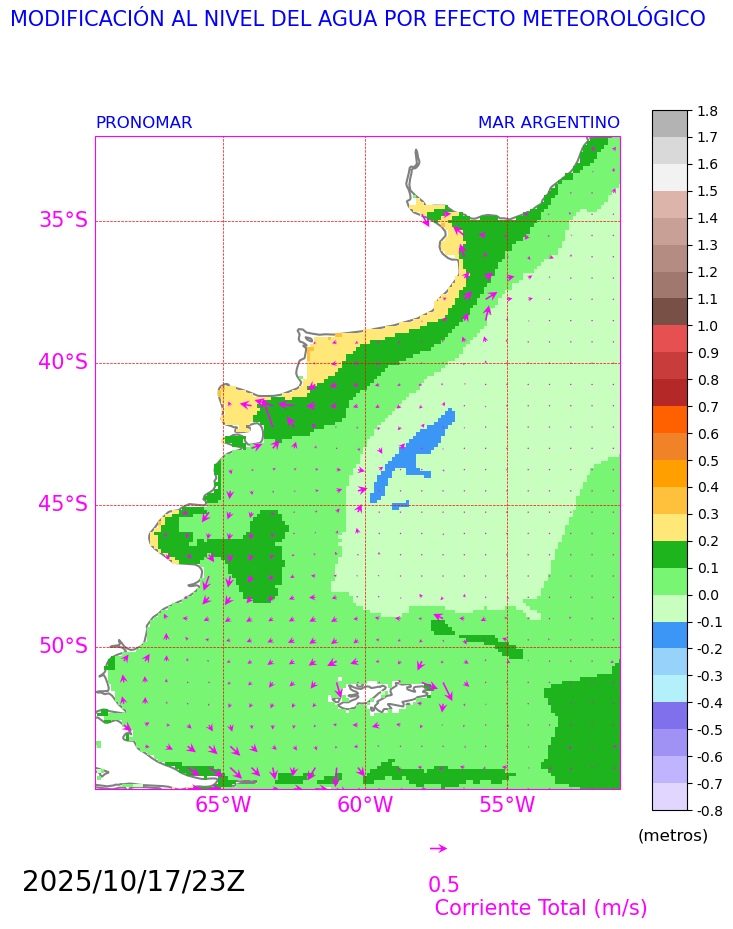 MODIFICACIÓN AL NIVEL DEL AGUA POR EFECTO METEOROLÓGICO
PRONOMAR
MAR ARGENTINO
35°S
40°S
45°S
50°S
65°W
60°W
55°W
1.8
1.7
1.6
1.5
1.4
1.3
1.2
1.1
1.0
0.9
0.8
0.7
0.6
0.5
0.4
0.3
0.2
0.1
0.0
-0.1
-0.2
-0.3
-0.4
-0.5
-0.6
-0.7
-0.8
(metros)
2025/10/17/23Z
0.5
Corriente Total (m/s)